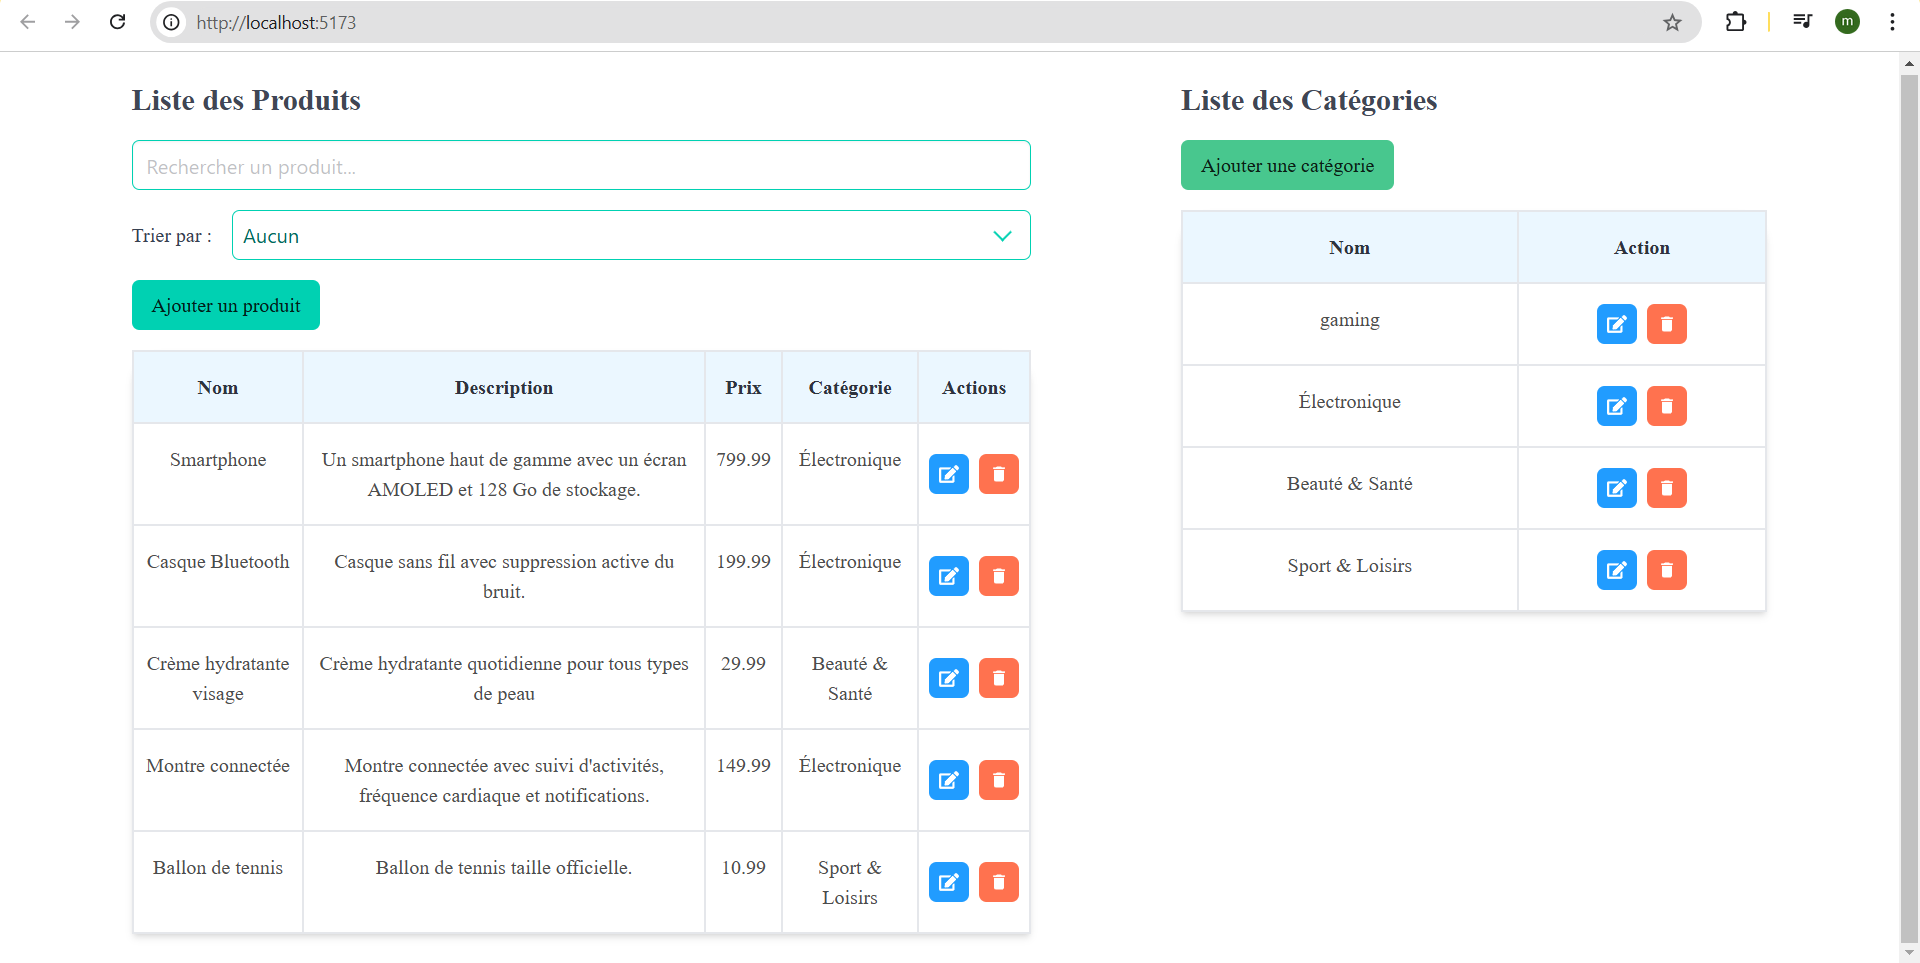 http://localhost:5173
m
Liste des Produits
Rechercher un produit...
Trier par :
Aucun
Ajouter un produit
Nom Description Prix Catégorie Actions
Smartphone Un smartphone haut de gamme avec un écran 799.99 Électronique
AMOLED et 128 Go de stockage.
Casque Bluetooth Casque sans fil avec suppression active du 199.99 Électronique
bruit.
Crème hydratante Crème hydratante quotidienne pour tous types 29.99 Beauté &
visage de peau Santé
Montre connectée Montre connectée avec suivi d'activités, 149.99 Électronique
fréquence cardiaque et notifications.
Ballon de tennis Ballon de tennis taille officielle. 10.99 Sport &
Loisirs
Liste des Catégories
Ajouter une catégorie
Nom Action
gaming
Électronique
Beauté & Santé
Sport & Loisirs